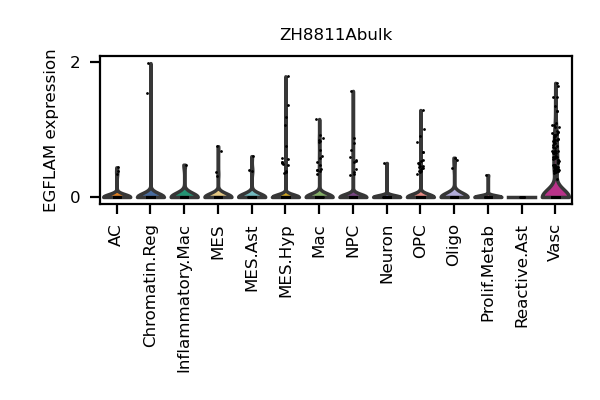 ZH8811Abulk
EGFLAM expression
2
0
AC
Chromatin.Reg
Inflammatory.Mac
MES
MES.Ast
MES.Hyp
Mac
NPC
Neuron
OPC
Oligo
Prolif.Metab
Reactive.Ast
Vasc